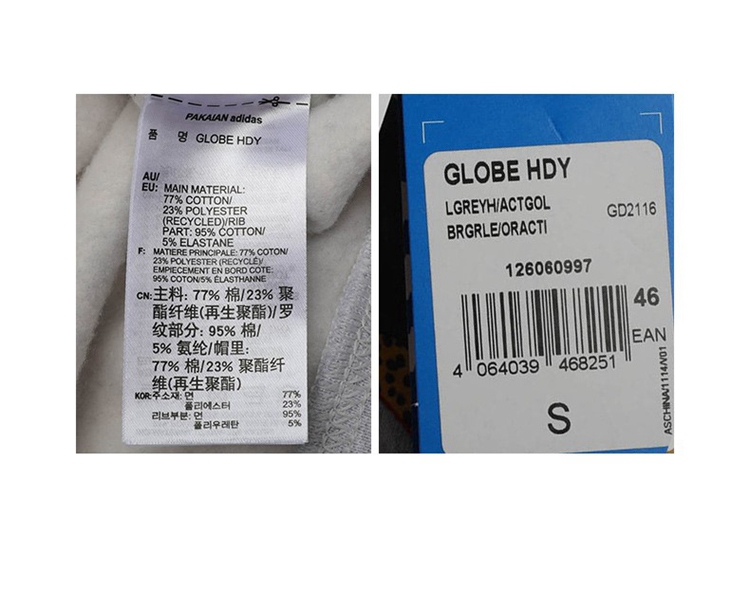 PAKAIAN adidas
품 명 GLOBE HDY
AU/
EU: MAIN MATERIAL:
77% COTTON/
23% POLYESTER
(RECYCLED)/RIB
PART: 95% COTTON/
5% ELASTANE
F: MATIERE PRINCIPALE: 77% COTON/
23% POLYESTER (RECYCLÉ)/
EMPIECEMENT EN BORD COTE:
95% COTON/5% ÉLASTHANNE
CN: 主料: 77% 棉/23% 聚
酯纤维(再生聚酯)/罗
纹部分: 95% 棉/
5% 氨纶/帽里:
77% 棉/23% 聚酯纤
维(再生聚酯)
KOR: 주소재: 면 77%
폴리에스터 23%
리브부분: 면 95%
폴리우레탄 5%
GLOBE HDY
LGREYH/ACTGOL
BRGRLE/ORACTI
GD2116
126060997
46
EAN
4 064039 468251
S
ASCHINA/1114/V01